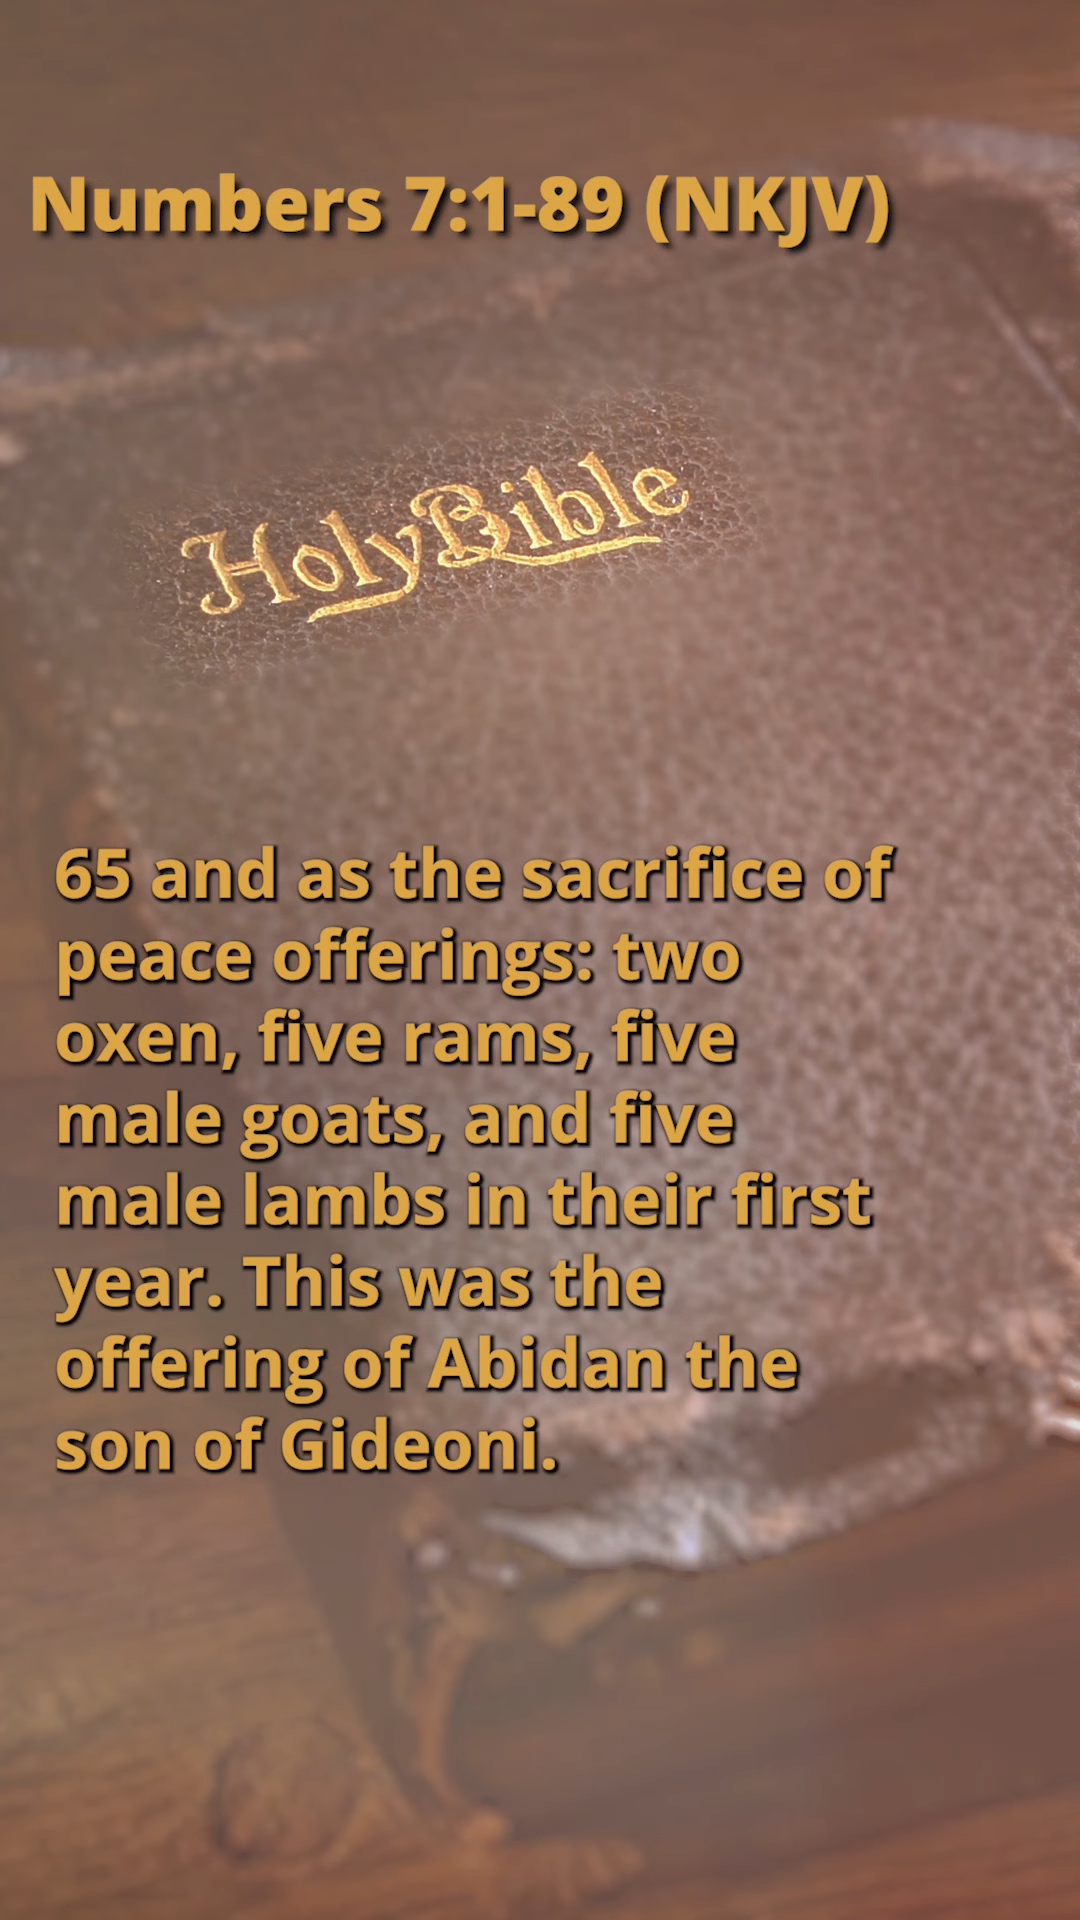 Numbers 7:1-89 (NKJV)
Holy Bible
65 and as the sacrifice of
peace offerings: two
oxen, five rams, five
male goats, and five
male lambs in their first
year. This was the
offering of Abidan the
son of Gideoni.